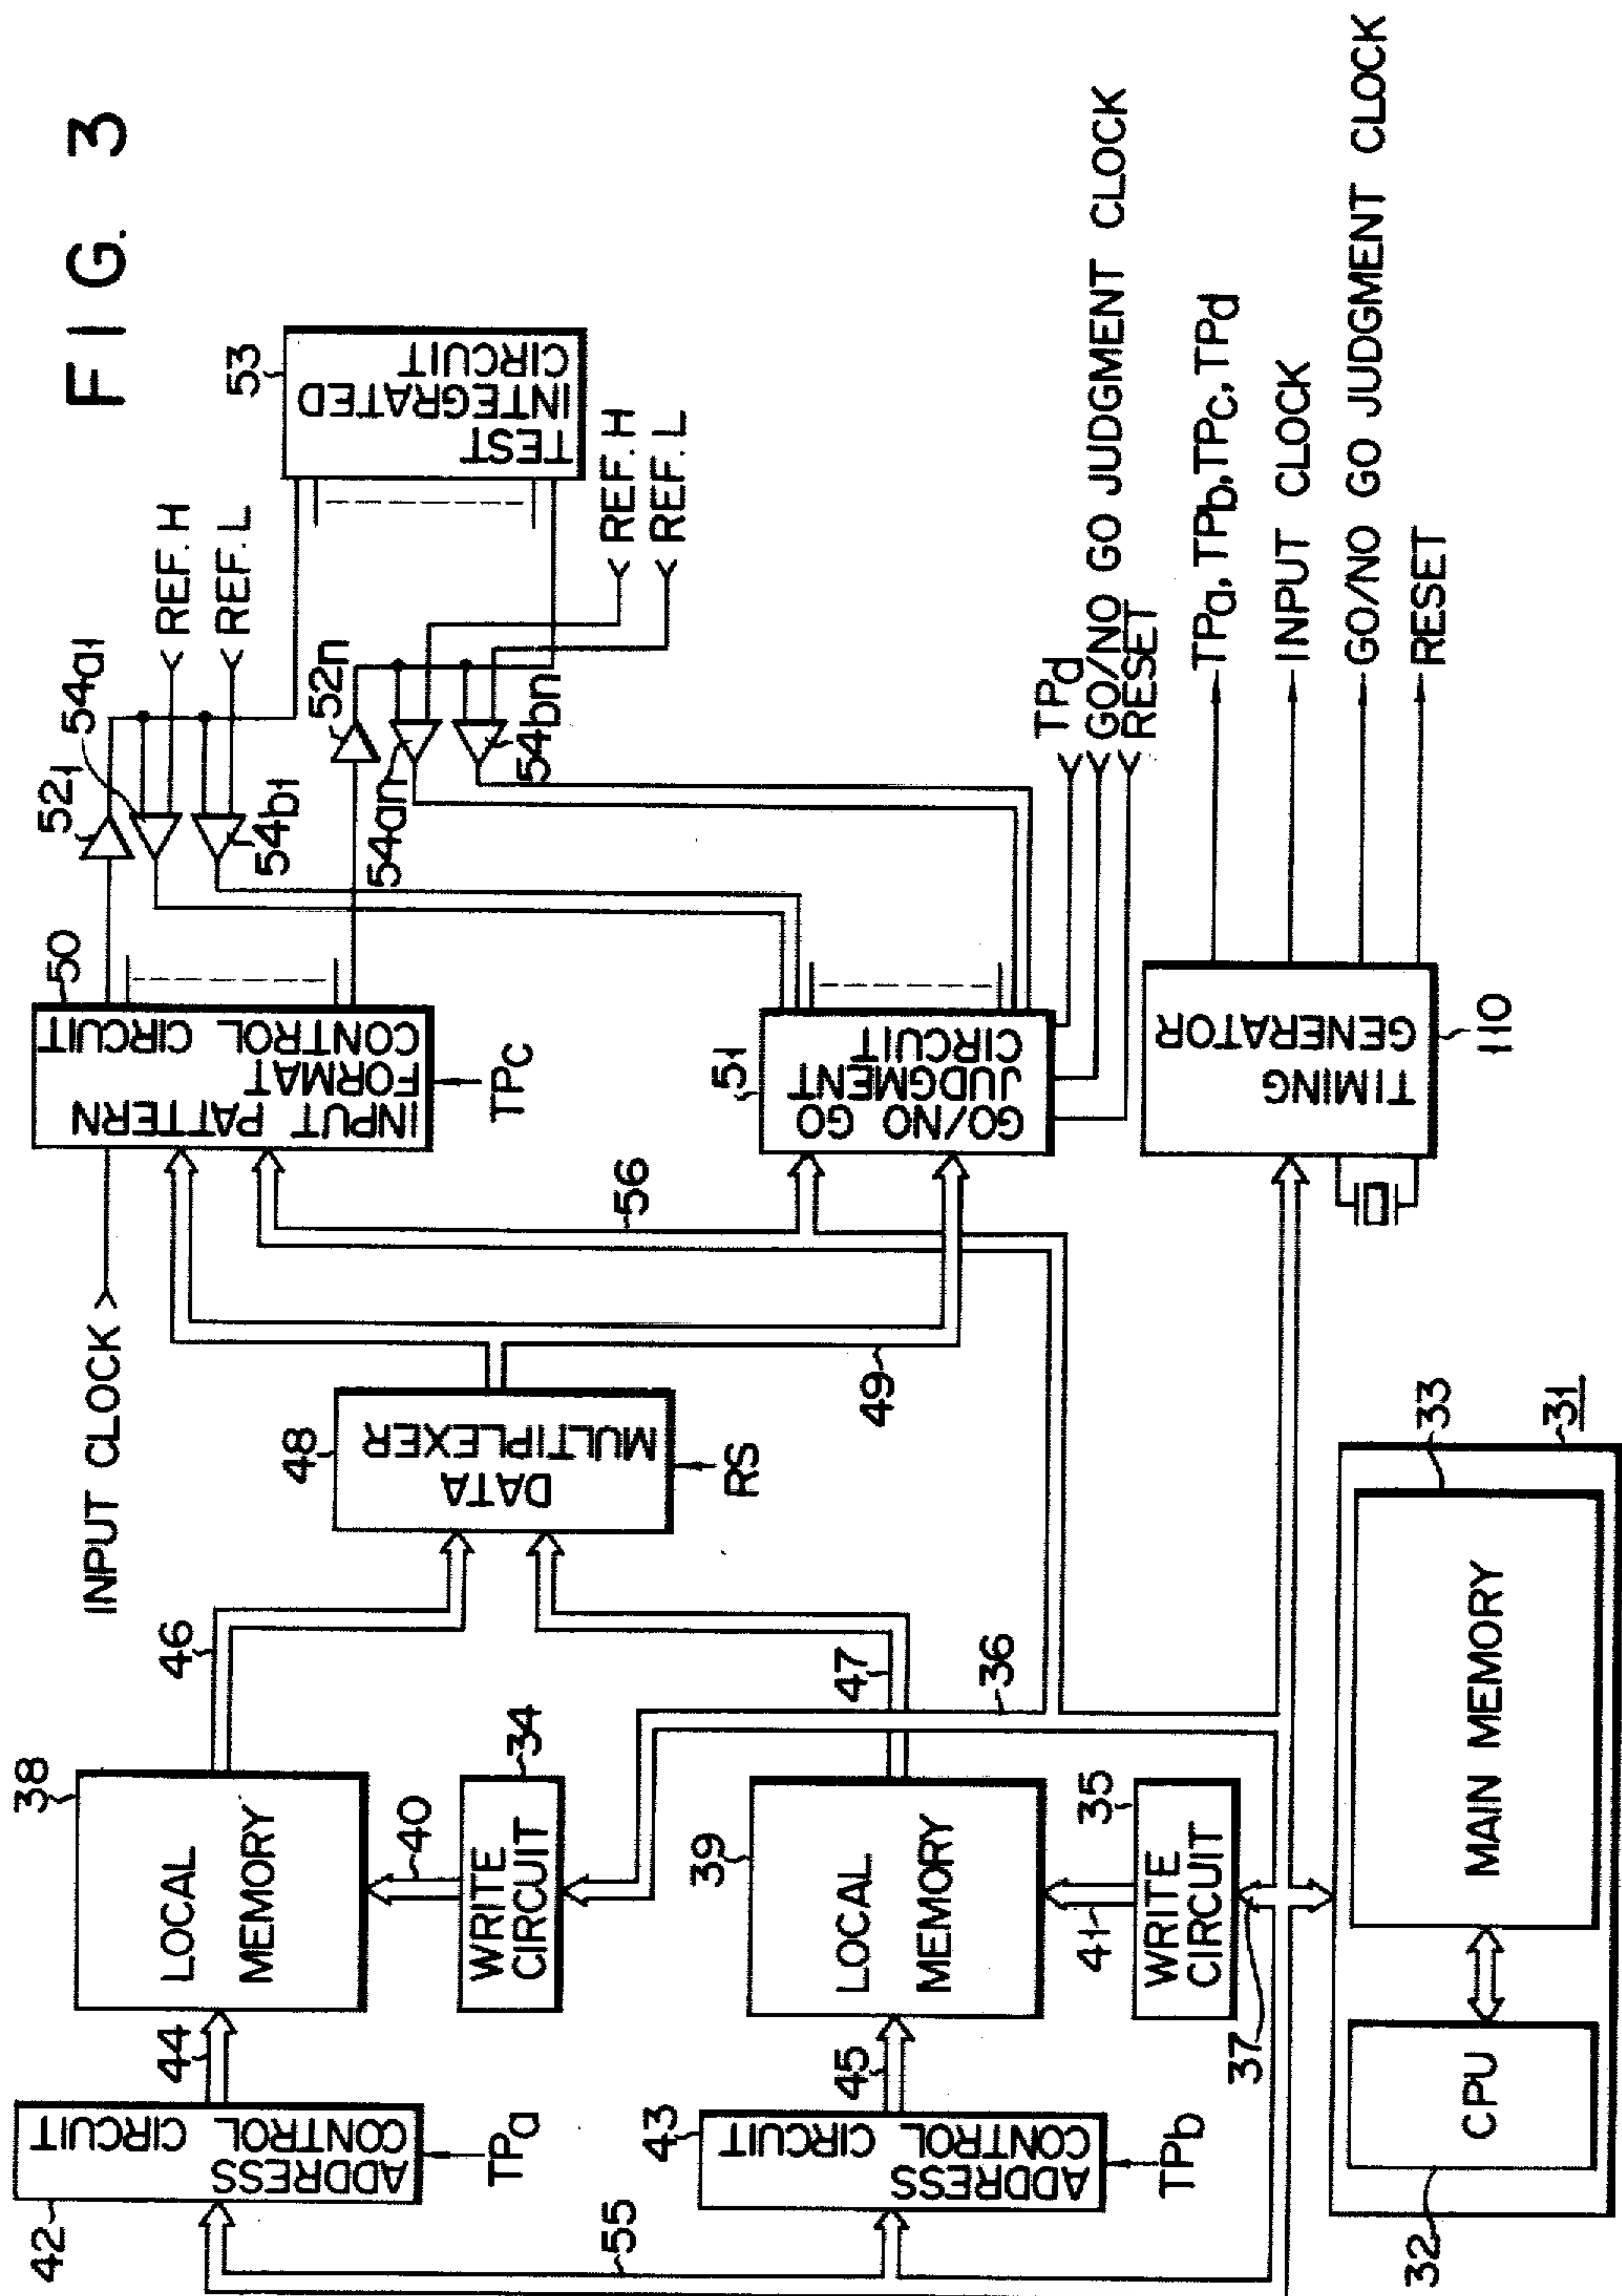 FIG. 3
42
ADDRESS
CONTROL CIRCUIT
TPa
44
38
LOCAL
MEMORY
40
34
WRITE
CIRCUIT
46
INPUT CLOCK
50
INPUT PATTERN
FORMAT
CONTROL CIRCUIT
TPc
521
54a1
54b1
REF.H
REF.L
53
TEST
INTEGRATED
CIRCUIT
52n
54an
54bn
REF.H
REF.L
48
DATA
MULTIPLEXER
RS
49
56
55
43
ADDRESS
CONTROL CIRCUIT
TPb
45
39
LOCAL
MEMORY
41
35
WRITE
CIRCUIT
47
36
37
51
GO/NO GO
JUDGMENT
CIRCUIT
TPd
GO/NO GO JUDGMENT CLOCK
RESET
110
TIMING
GENERATOR
TPa, TPb, TPc, TPd
INPUT CLOCK
GO/NO GO JUDGMENT CLOCK
RESET
32
CPU
33
MAIN MEMORY
31